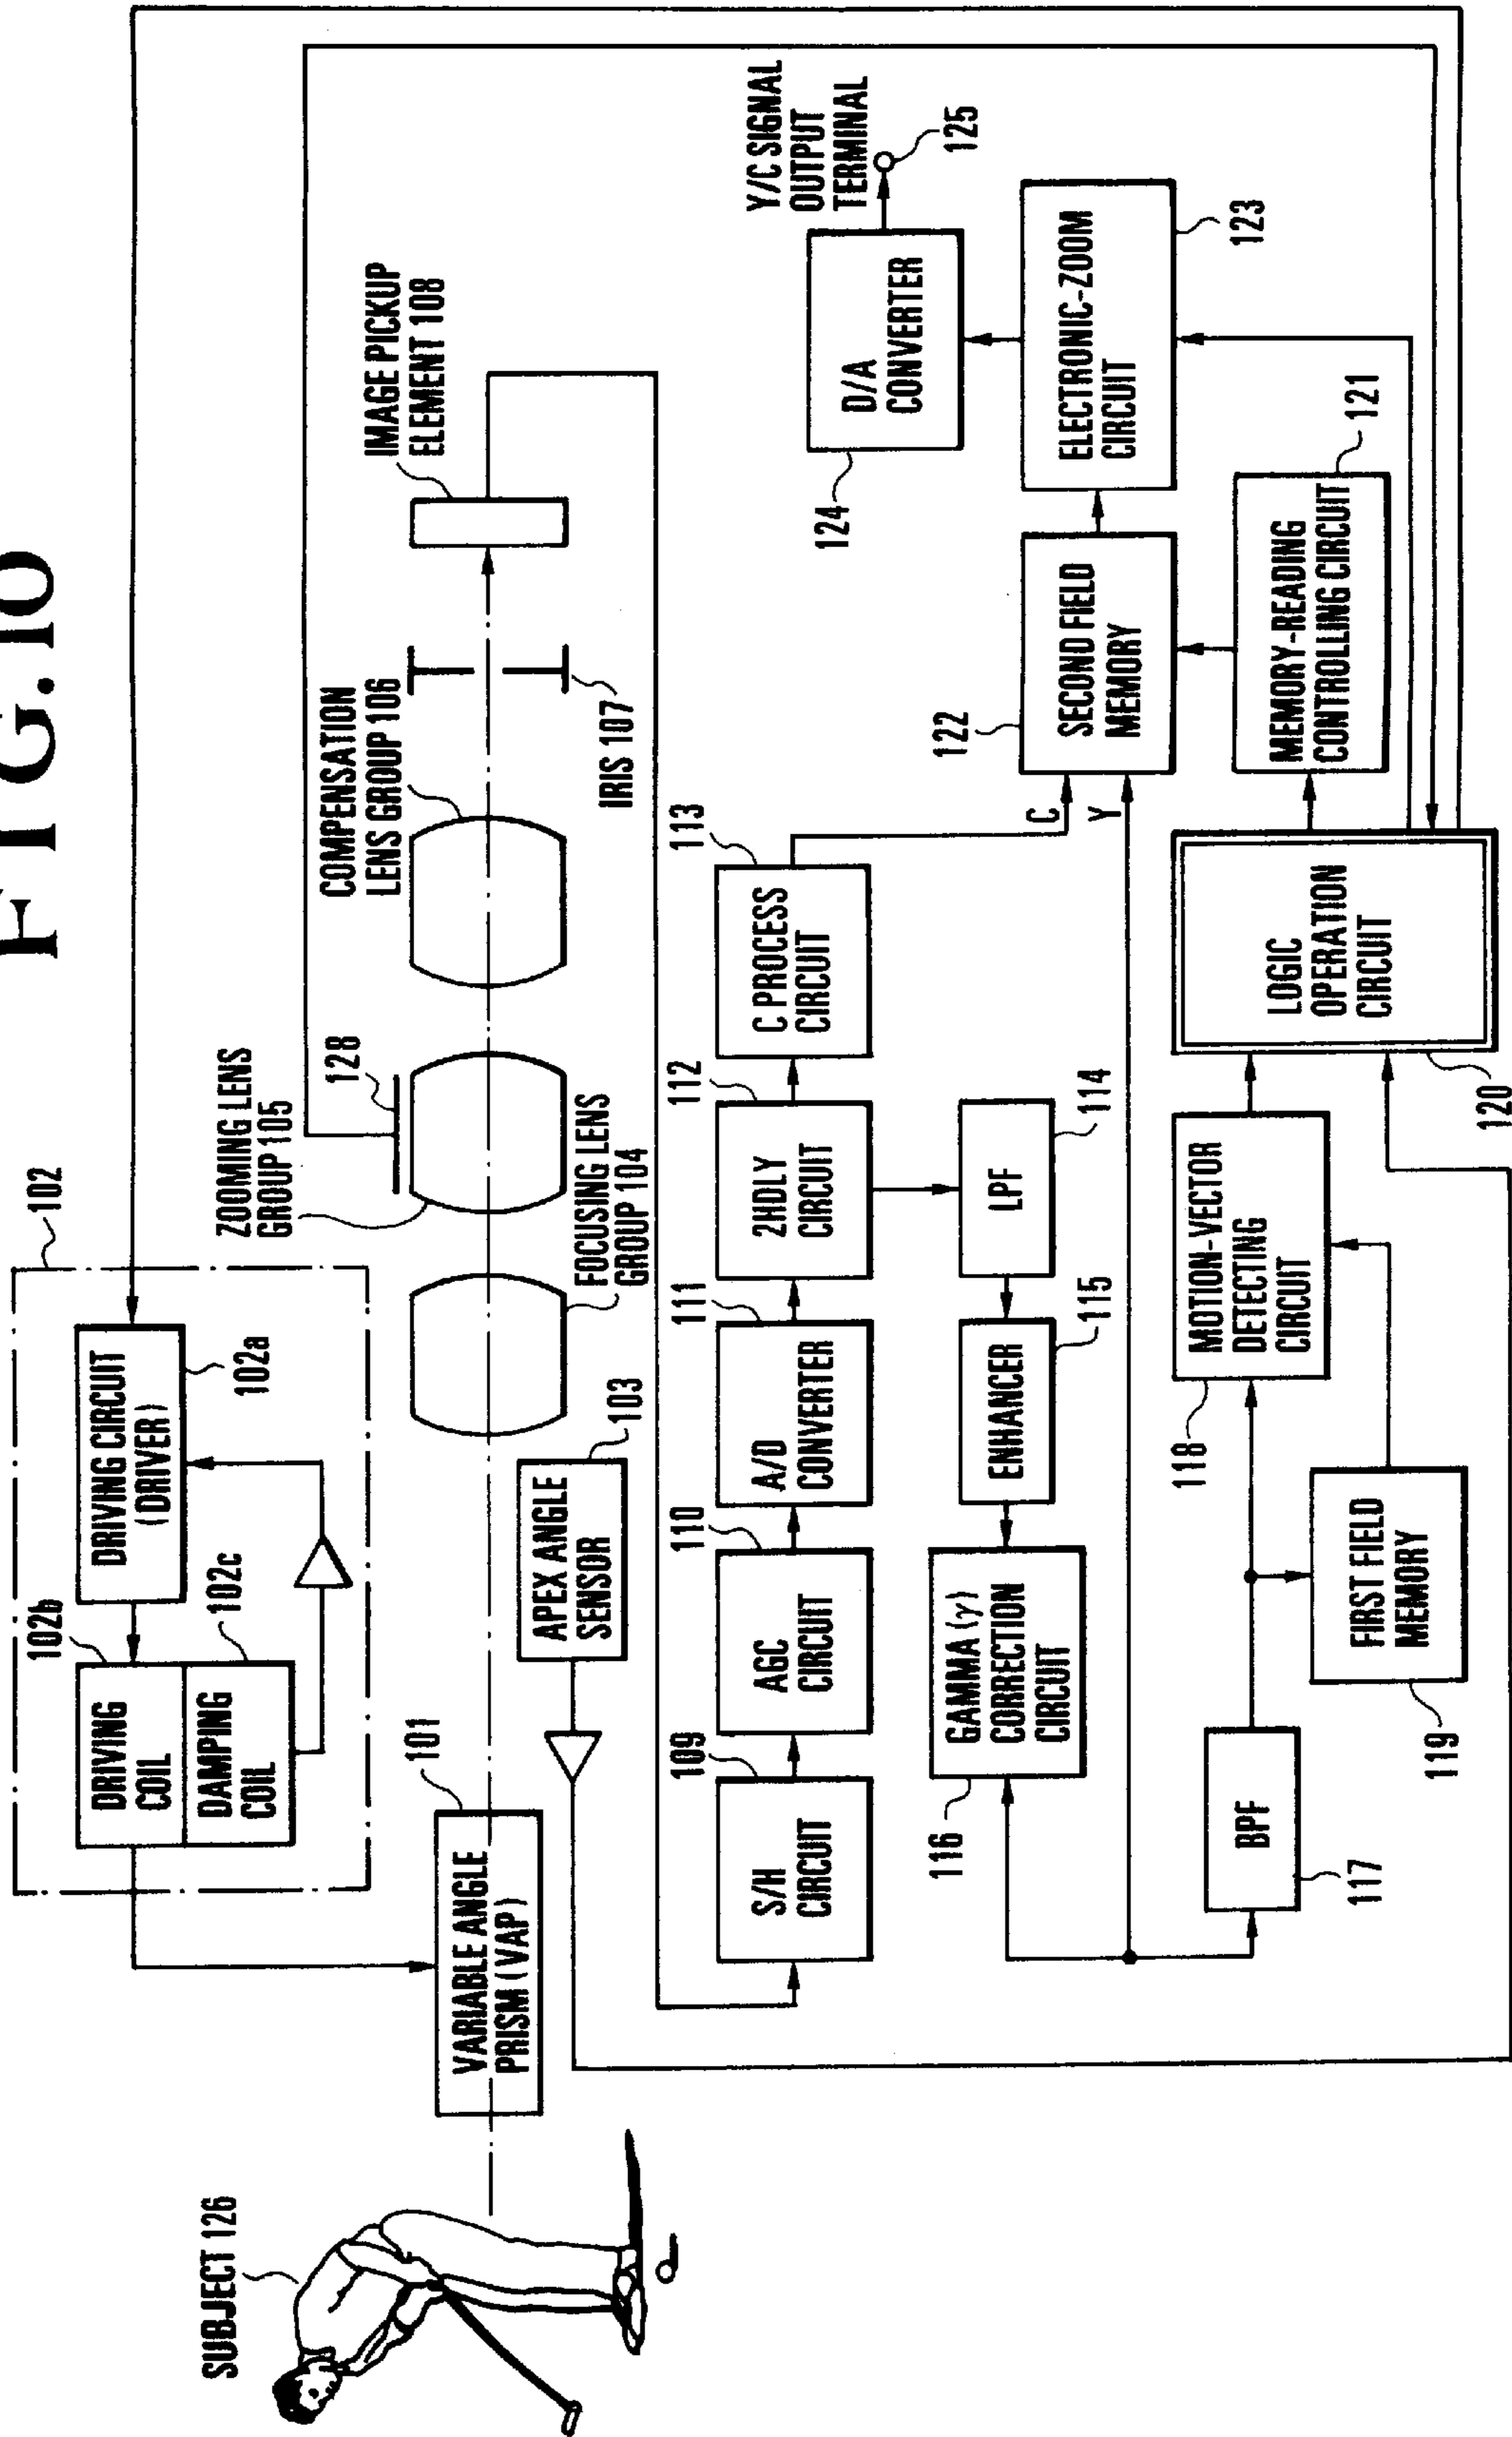 FIG.10
102
102b
DRIVING
COIL
DAMPING
COIL
102c
DRIVING CIRCUIT
(DRIVER)
102a
SUBJECT 126
101
VARIABLE ANGLE
PRISM (VAP)
APEX ANGLE
SENSOR
103
ZOOMING LENS
GROUP 105
128
FOCUSING LENS
GROUP 104
COMPENSATION
LENS GROUP 106
IRIS 107
IMAGE PICKUP
ELEMENT 108
109
S/H
CIRCUIT
110
AGC
CIRCUIT
111
A/D
CONVERTER
112
2HDLY
CIRCUIT
113
C PROCESS
CIRCUIT
114
LPF
115
ENHANCER
116
GAMMA (γ)
CORRECTION
CIRCUIT
C
Y
117
BPF
118
MOTION-VECTOR
DETECTING
CIRCUIT
119
FIRST FIELD
MEMORY
120
LOGIC
OPERATION
CIRCUIT
121
MEMORY-READING
CONTROLLING CIRCUIT
122
SECOND FIELD
MEMORY
123
ELECTRONIC-ZOOM
CIRCUIT
124
D/A
CONVERTER
Y/C SIGNAL
OUTPUT
TERMINAL
125